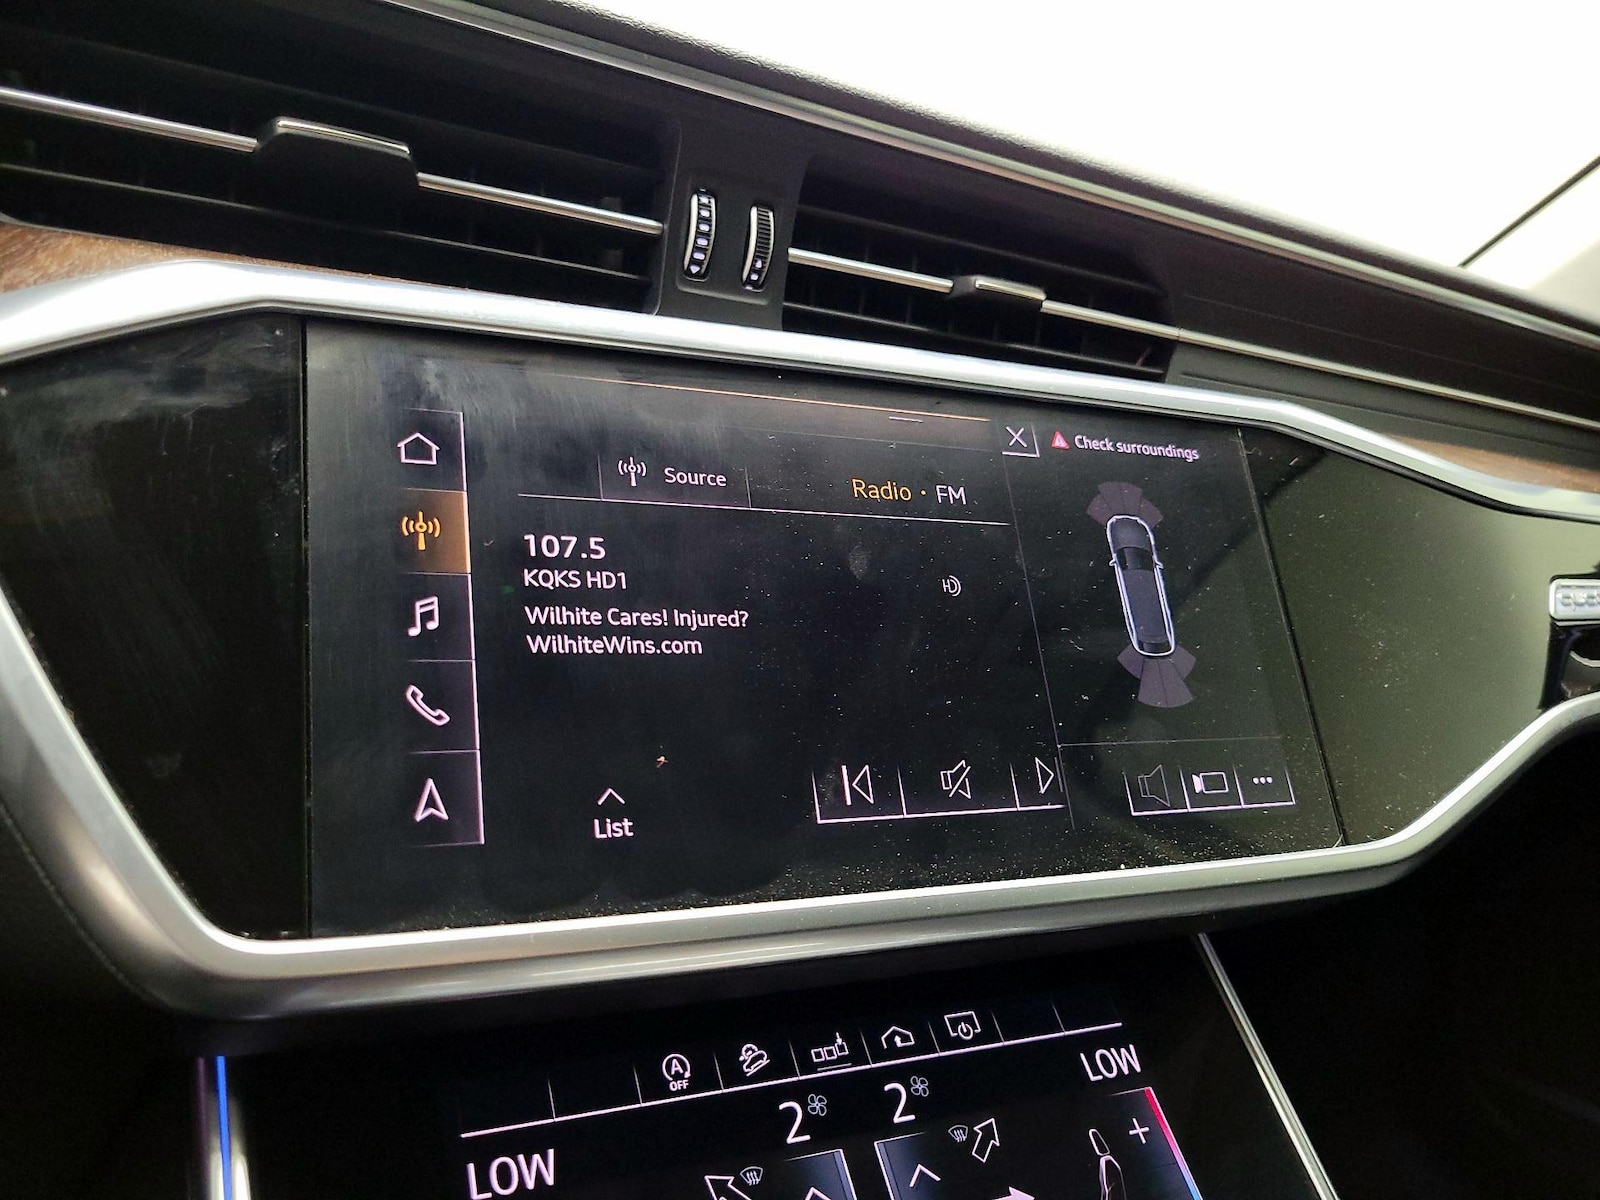 Check surroundings
Source
Radio · FM
107.5
KQKS HD1
HD
Wilhite Cares! Injured?
WilhiteWins.com
List
A
OFF
LOW
2
2
LOW